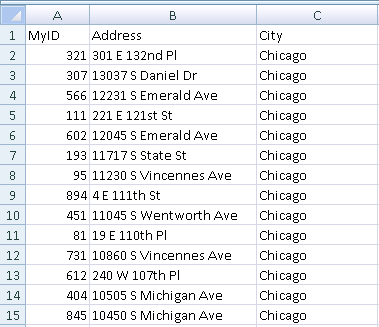 A B C
1 MyID Address City
2 321 301 E 132nd Pl Chicago
3 307 13037 S Daniel Dr Chicago
4 566 12231 S Emerald Ave Chicago
5 111 221 E 121st St Chicago
6 602 12045 S Emerald Ave Chicago
7 193 11717 S State St Chicago
8 95 11230 S Vincennes Ave Chicago
9 894 4 E 111th St Chicago
10 451 11045 S Wentworth Ave Chicago
11 81 19 E 110th Pl Chicago
12 731 10860 S Vincennes Ave Chicago
13 612 240 W 107th Pl Chicago
14 404 10505 S Michigan Ave Chicago
15 845 10450 S Michigan Ave Chicago